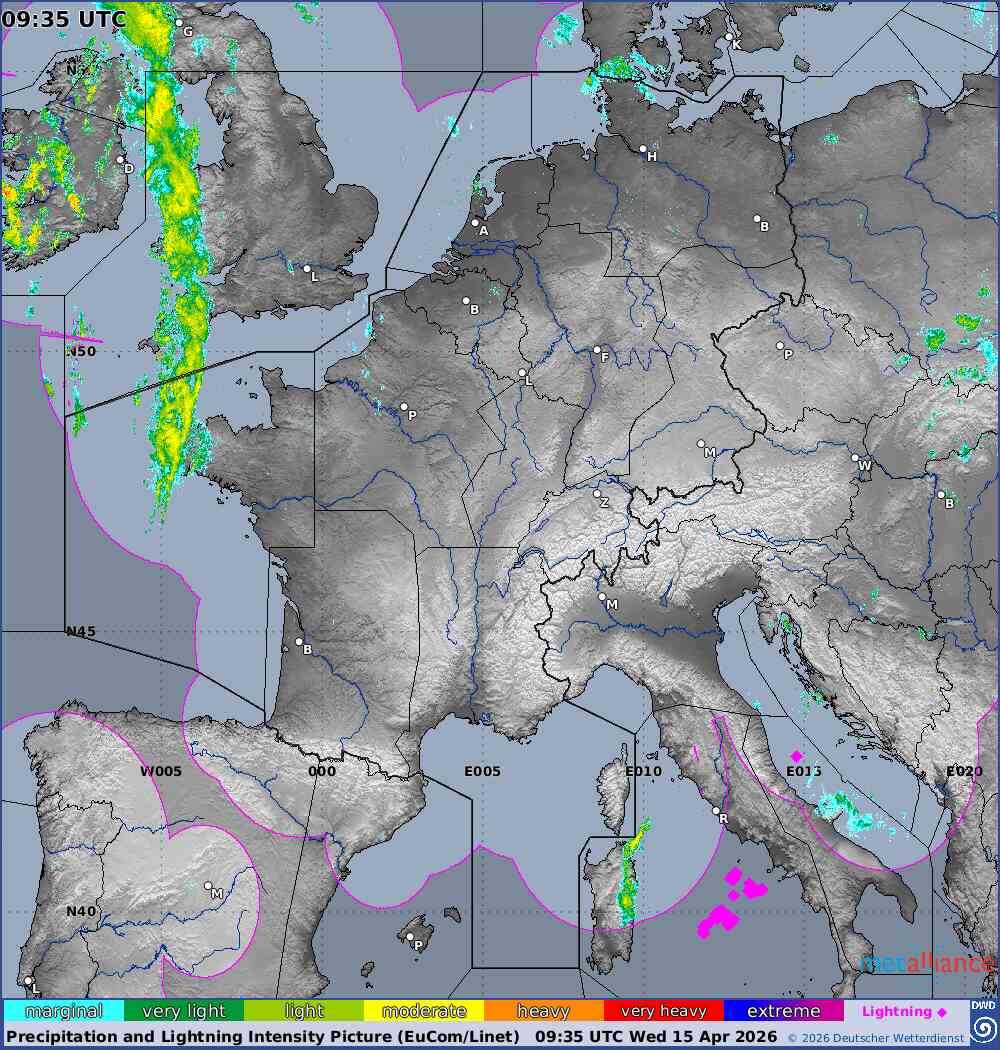 09:35 UTC
G
K
N
D
H
A
B
L
B
N50
F
P
L
P
M
W
Z
B
M
N45
B
W005
000
E005
E010
E015
E020
R
M
N40
P
L
metalliance
marginal very light light moderate heavy very heavy extreme Lightning
DWD
Precipitation and Lightning Intensity Picture (EuCom/Linet) 09:35 UTC Wed 15 Apr 2026 © 2026 Deutscher Wetterdienst